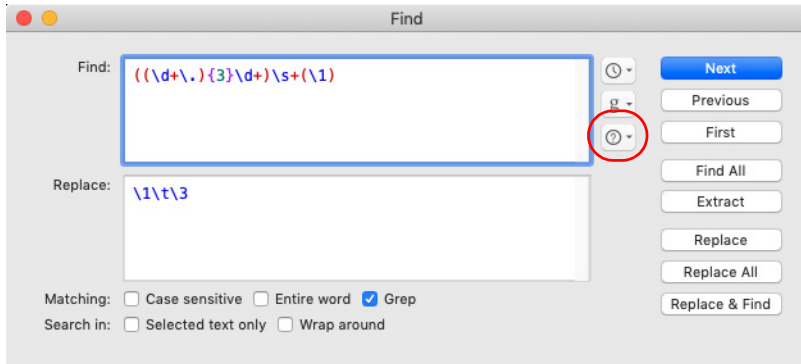 Find
Find:
((\d+\.){3}\d+)\s+(\1)
g
?
Next
Previous
First
Find All
Extract
Replace:
\1\t\3
Replace
Replace All
Replace & Find
Matching: Case sensitive Entire word Grep
Search in: Selected text only Wrap around